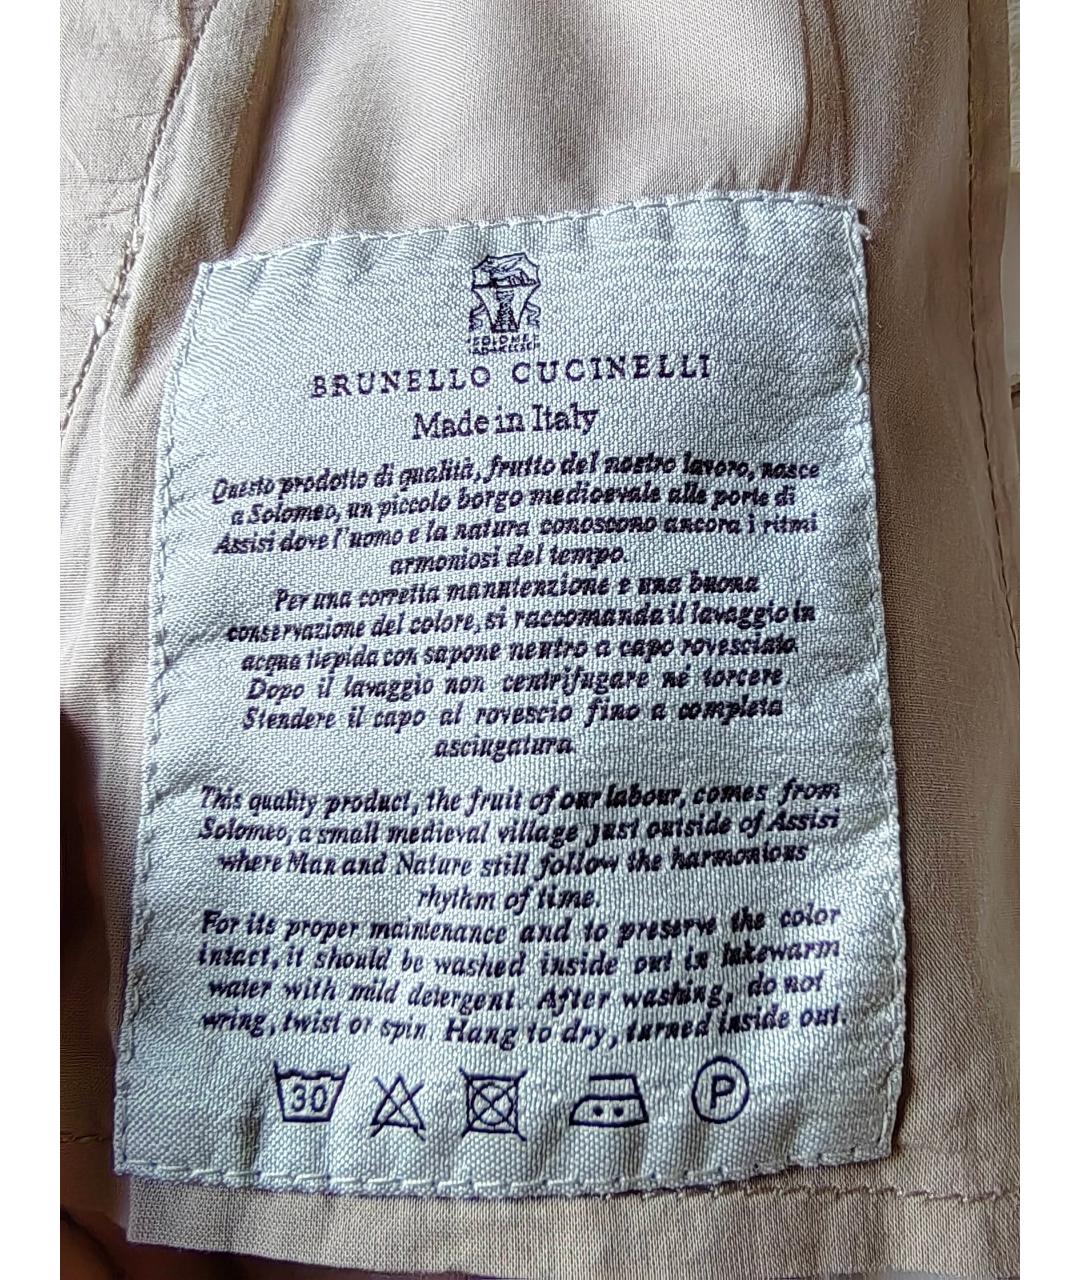 SOLOMEO
BRUNELLO CUCINELLI
Made in Italy
Questo prodotto di qualità, frutto del nostro lavoro, nasce
a Solomeo, un piccolo borgo medioevale alle porte di
Assisi dove l'uomo e la natura conoscono ancora i ritmi
armoniosi del tempo.
Per una corretta manutenzione e una buona
conservazione del colore, si raccomanda il lavaggio in
acqua tiepida con sapone neutro a capo rovesciato.
Dopo il lavaggio non centrifugare né torcere.
Stendere il capo al rovescio fino a completa
asciugatura.
This quality product, the fruit of our labour, comes from
Solomeo, a small medieval village just outside of Assisi
where Man and Nature still follow the harmonious
rhythm of time.
For its proper maintenance and to preserve the color
intact, it should be washed inside out in lukewarm
water with mild detergent. After washing, do not
wring, twist or spin. Hang to dry, turned inside out.
30 P